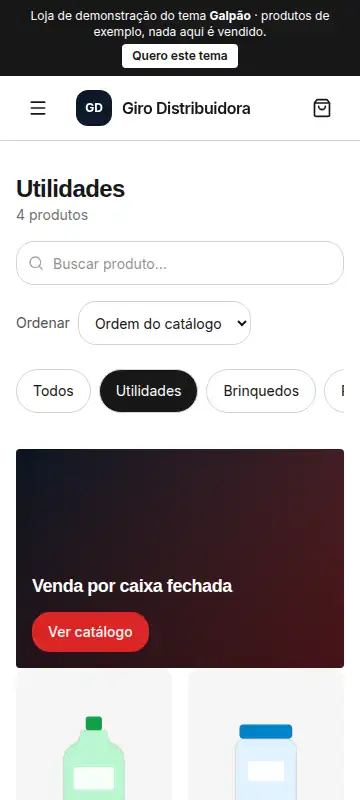 Loja de demonstração do tema Galpão · produtos de
exemplo, nada aqui é vendido.
Quero este tema
GD
Giro Distribuidora
Utilidades
4 produtos
Buscar produto...
Ordenar
Ordem do catálogo
Todos
Utilidades
Brinquedos
Venda por caixa fechada
Ver catálogo